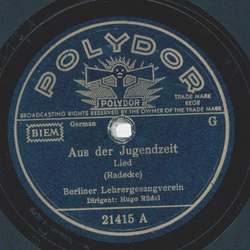 POLYDOR
TRADE MARK
REGD
POLYDOR
BROADCASTING RIGHTS RESERVED BY THE OWNER OF THE TRADE MARK
German
G
BIEM
Aus der Jugendzeit
Lied
(Radecke)
Berliner Lehrergesangverein
Dirigent: Hugo Rüdel
21415 A